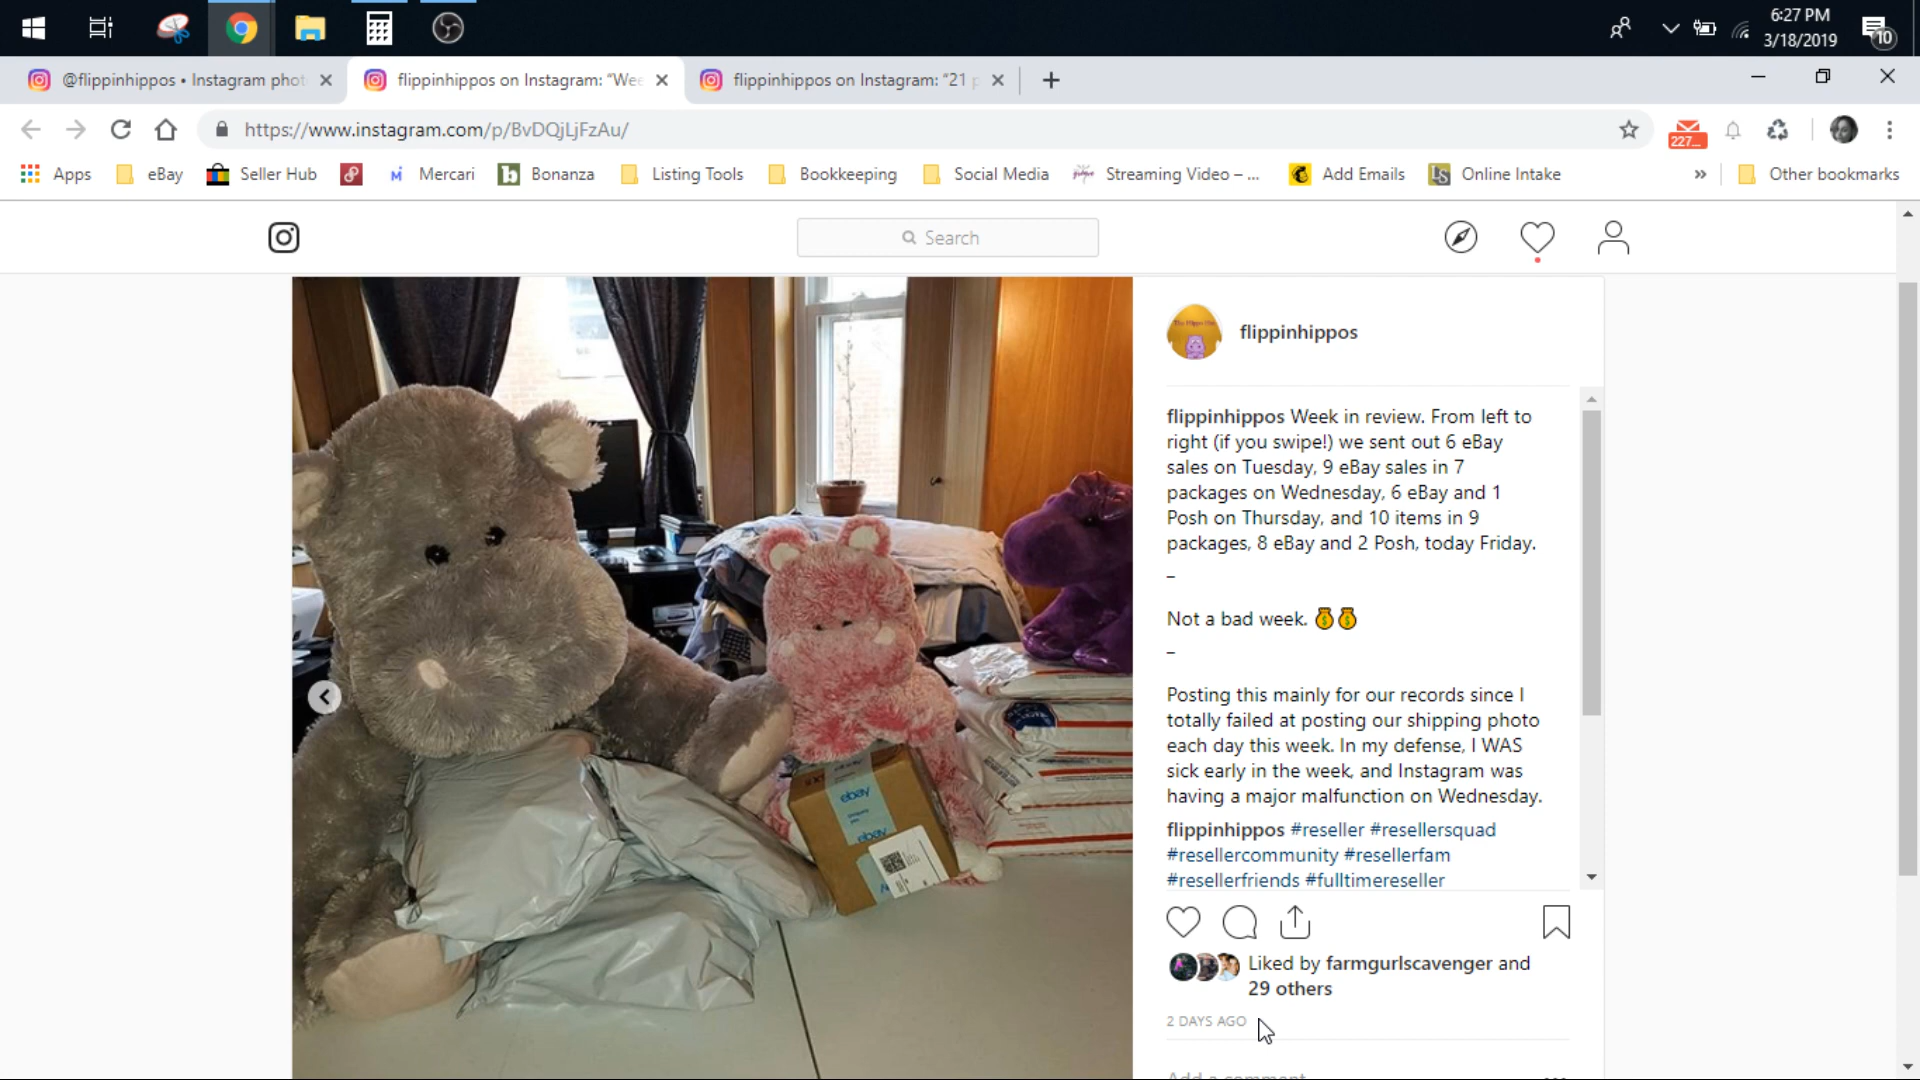 6:27 PM
3/18/2019
10
@flippinhippos • Instagram phot
flippinhippos on Instagram: “Wee
flippinhippos on Instagram: “21 p
https://www.instagram.com/p/BvDQjLjFzAu/
227...
Apps
eBay
Seller Hub
Mercari
Bonanza
Listing Tools
Bookkeeping
Social Media
Streaming Video – ...
Add Emails
Online Intake
Other bookmarks
Search
flippinhippos
flippinhippos Week in review. From left to
right (if you swipe!) we sent out 6 eBay
sales on Tuesday, 9 eBay sales in 7
packages on Wednesday, 6 eBay and 1
Posh on Thursday, and 10 items in 9
packages, 8 eBay and 2 Posh, today Friday.
–
Not a bad week. 💰💰
–
Posting this mainly for our records since I
totally failed at posting our shipping photo
each day this week. In my defense, I WAS
sick early in the week, and Instagram was
having a major malfunction on Wednesday.
flippinhippos #reseller #resellersquad
#resellercommunity #resellerfam
#resellerfriends #fulltimereseller
ebay
ebay
Liked by farmgurlscavenger and
29 others
2 DAYS AGO
Add a comment...